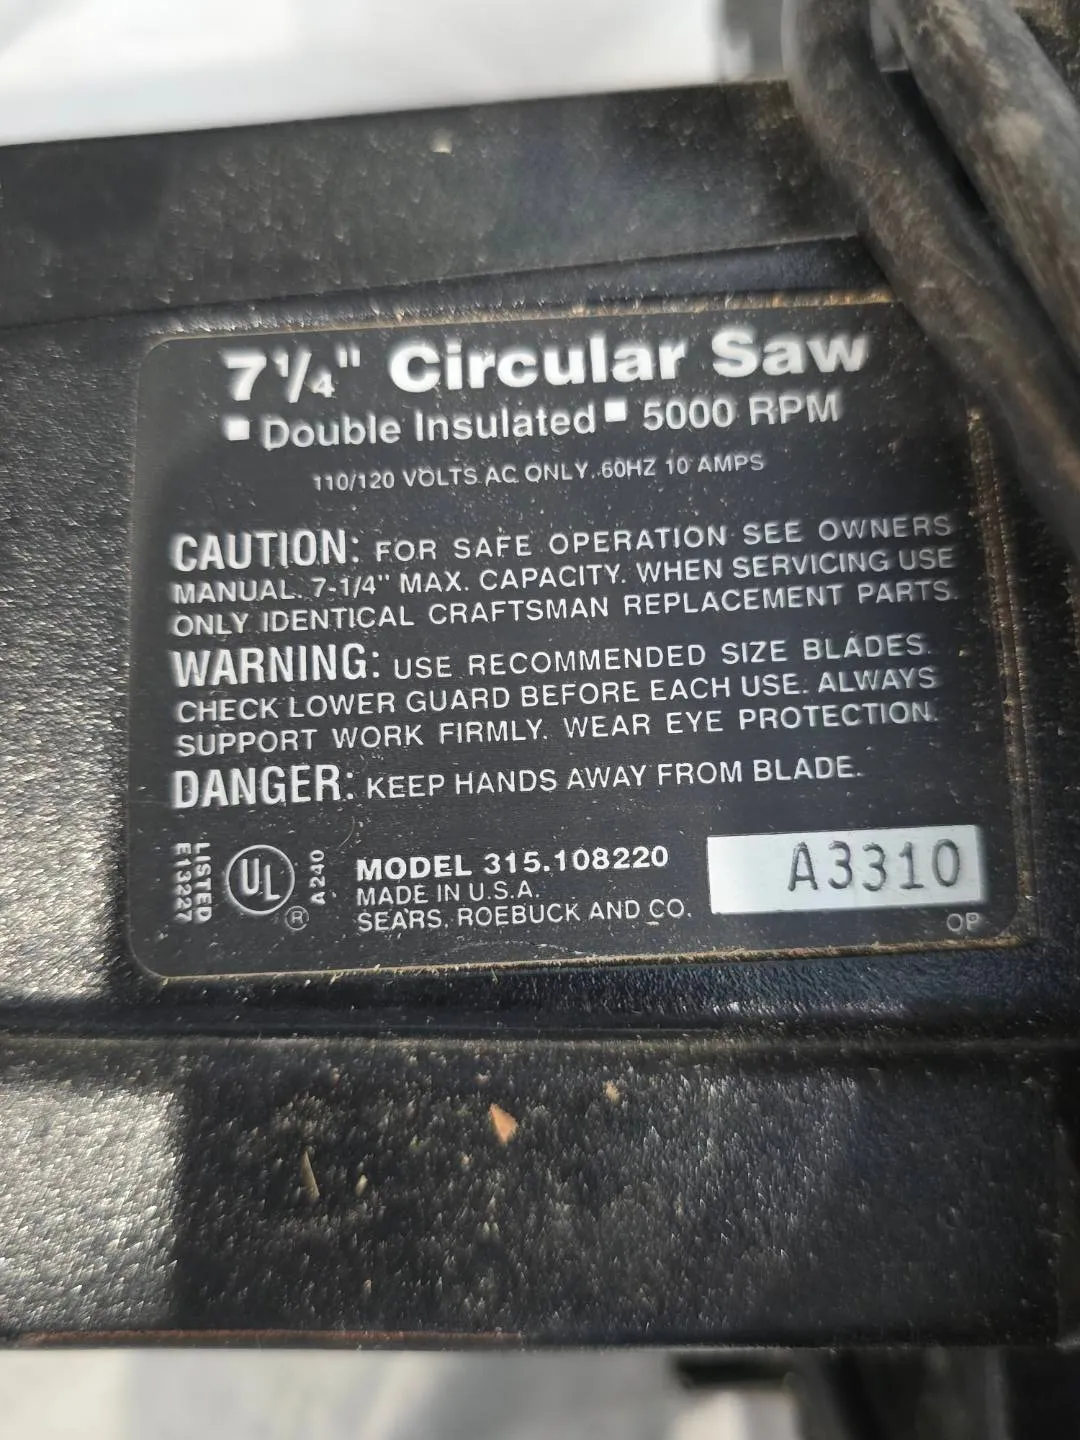 7 1/4" Circular Saw
■ Double Insulated ■ 5000 RPM
110/120 VOLTS AC ONLY, 60HZ 10 AMPS
CAUTION: FOR SAFE OPERATION SEE OWNERS
MANUAL. 7-1/4" MAX. CAPACITY. WHEN SERVICING USE
ONLY IDENTICAL CRAFTSMAN REPLACEMENT PARTS.
WARNING: USE RECOMMENDED SIZE BLADES.
CHECK LOWER GUARD BEFORE EACH USE. ALWAYS
SUPPORT WORK FIRMLY. WEAR EYE PROTECTION.
DANGER: KEEP HANDS AWAY FROM BLADE.
LISTED
E13227
UL ®
A240
MODEL 315.108220
MADE IN U.S.A.
SEARS, ROEBUCK AND CO.
A3310
OP